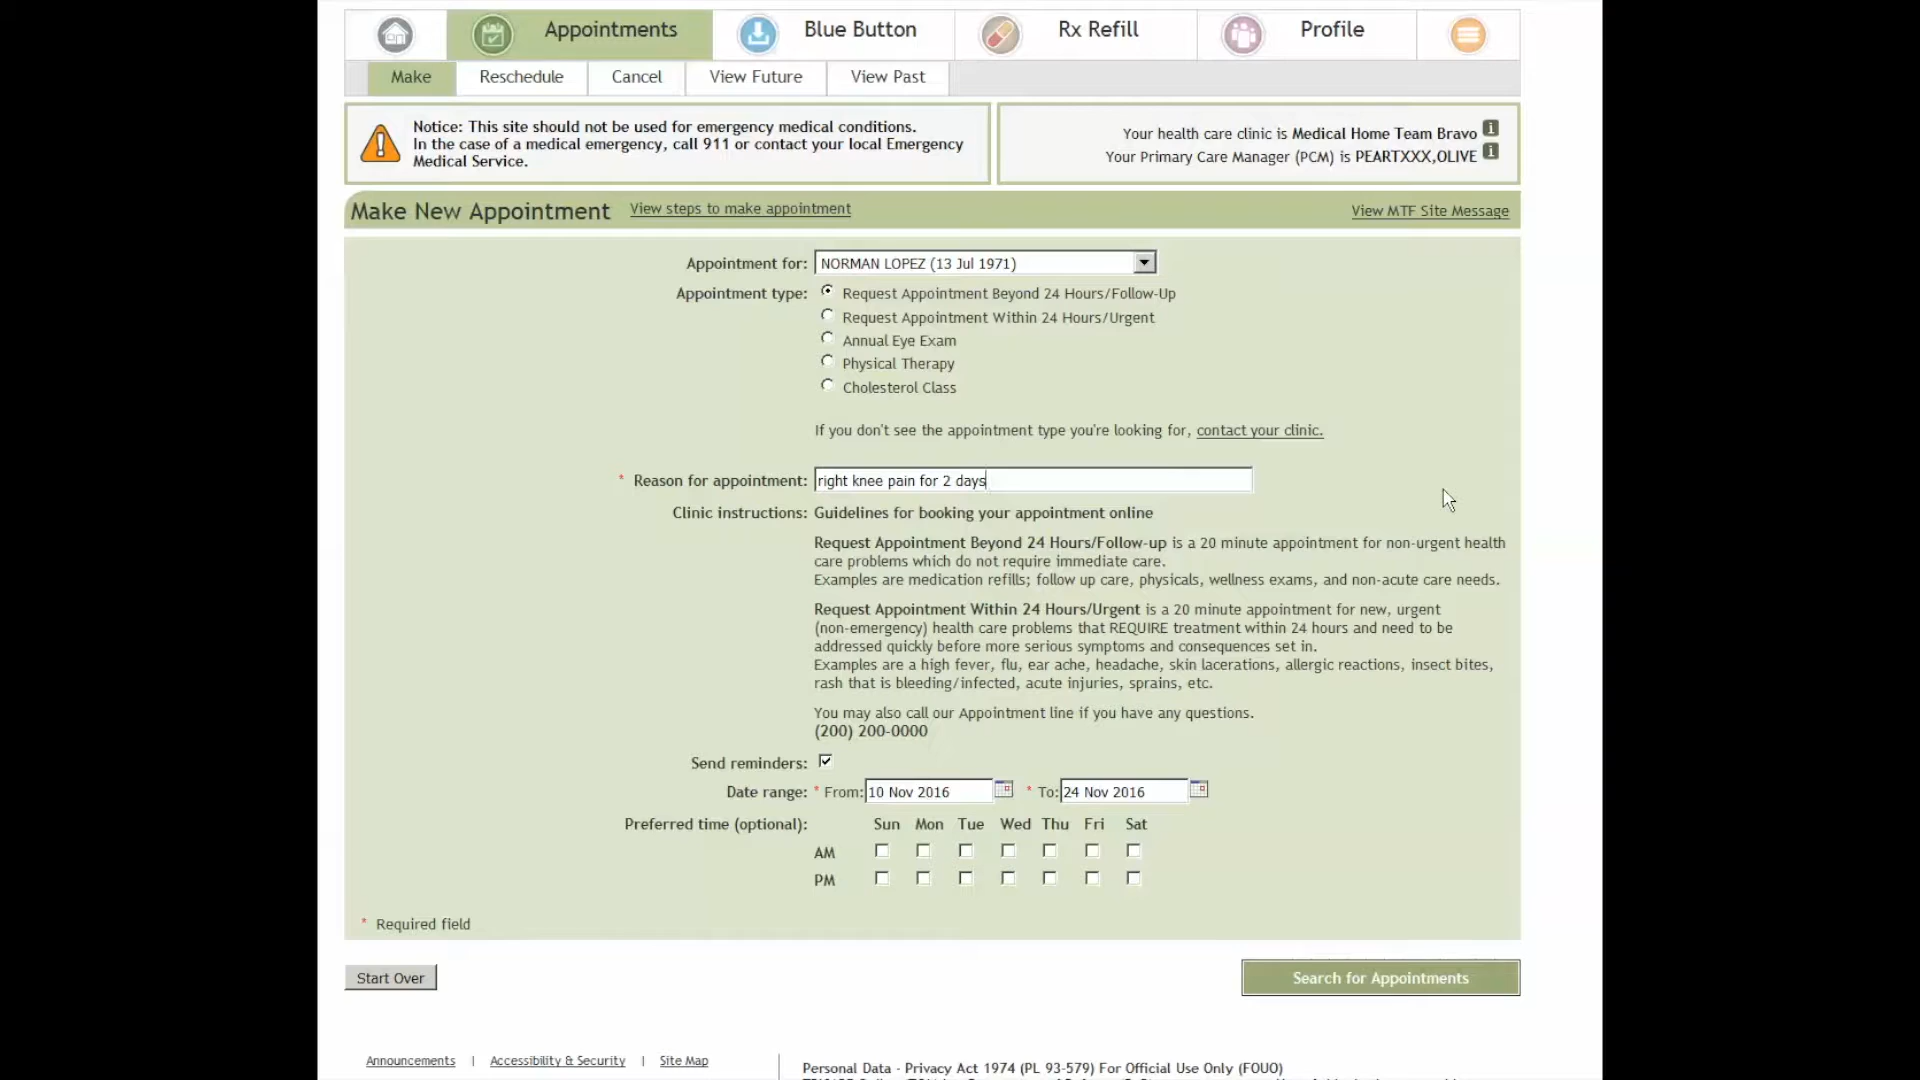 Appointments
Blue Button
Rx Refill
Profile
Make
Reschedule
Cancel
View Future
View Past
Notice: This site should not be used for emergency medical conditions.
In the case of a medical emergency, call 911 or contact your local Emergency
Medical Service.
Your health care clinic is Medical Home Team Bravo
Your Primary Care Manager (PCM) is PEARTXXX,OLIVE
Make New Appointment
View steps to make appointment
View MTF Site Message
Appointment for: NORMAN LOPEZ (13 Jul 1971)
Appointment type: Request Appointment Beyond 24 Hours/Follow-Up
Request Appointment Within 24 Hours/Urgent
Annual Eye Exam
Physical Therapy
Cholesterol Class
If you don't see the appointment type you're looking for, contact your clinic.
* Reason for appointment: right knee pain for 2 days
Clinic instructions: Guidelines for booking your appointment online
Request Appointment Beyond 24 Hours/Follow-up is a 20 minute appointment for non-urgent health
care problems which do not require immediate care.
Examples are medication refills; follow up care, physicals, wellness exams, and non-acute care needs.
Request Appointment Within 24 Hours/Urgent is a 20 minute appointment for new, urgent
(non-emergency) health care problems that REQUIRE treatment within 24 hours and need to be
addressed quickly before more serious symptoms and consequences set in.
Examples are a high fever, flu, ear ache, headache, skin lacerations, allergic reactions, insect bites,
rash that is bleeding/infected, acute injuries, sprains, etc.
You may also call our Appointment line if you have any questions.
(200) 200-0000
Send reminders:
Date range: * From: 10 Nov 2016 * To: 24 Nov 2016
Preferred time (optional): Sun Mon Tue Wed Thu Fri Sat
AM
PM
* Required field
Start Over
Search for Appointments
Announcements | Accessibility & Security | Site Map
Personal Data - Privacy Act 1974 (PL 93-579) For Official Use Only (FOUO)